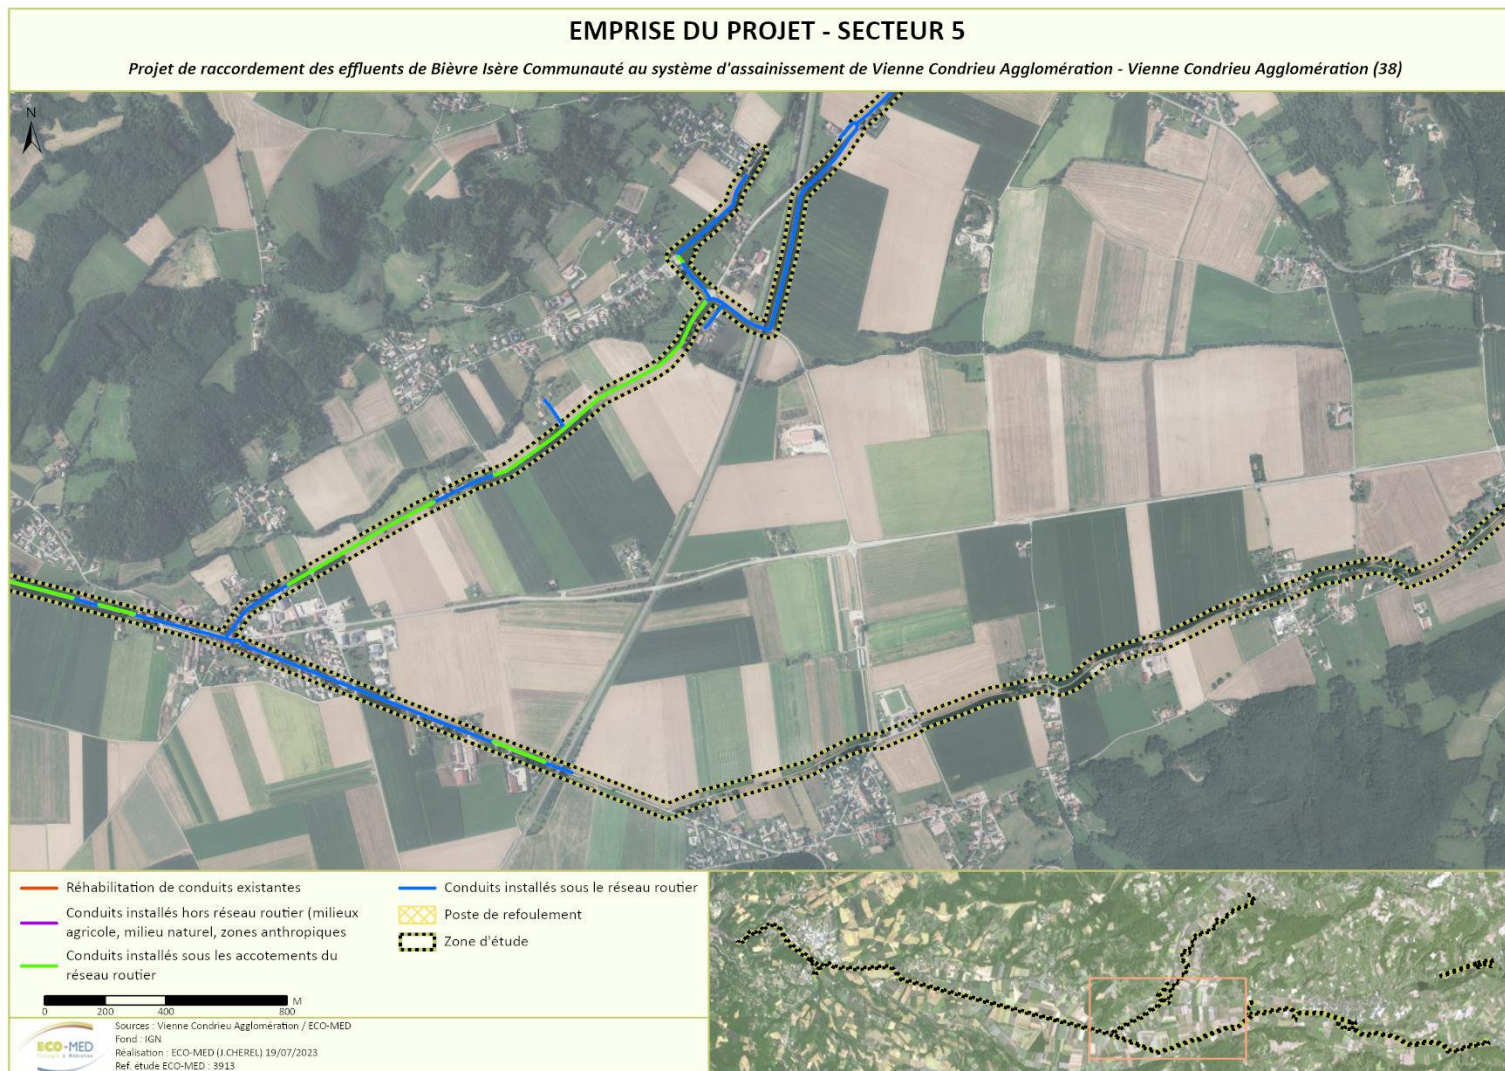 EMPRISE DU PROJET - SECTEUR 5
Projet de raccordement des effluents de Bièvre Isère Communauté au système d'assainissement de Vienne Condrieu Agglomération - Vienne Condrieu Agglomération (38)
N
Réhabilitation de conduits existantes
Conduits installés hors réseau routier (milieux
agricole, milieu naturel, zones anthropiques
Conduits installés sous les accotements du
réseau routier
Conduits installés sous le réseau routier
Poste de refoulement
Zone d'étude
M
0 200 400 800
ECO-MED
Ecologie & Médiation
Sources : Vienne Condrieu Agglomération / ECO-MED
Fond : IGN
Réalisation : ECO-MED (J.CHEREL) 19/07/2023
Ref. étude ECO-MED : 3913